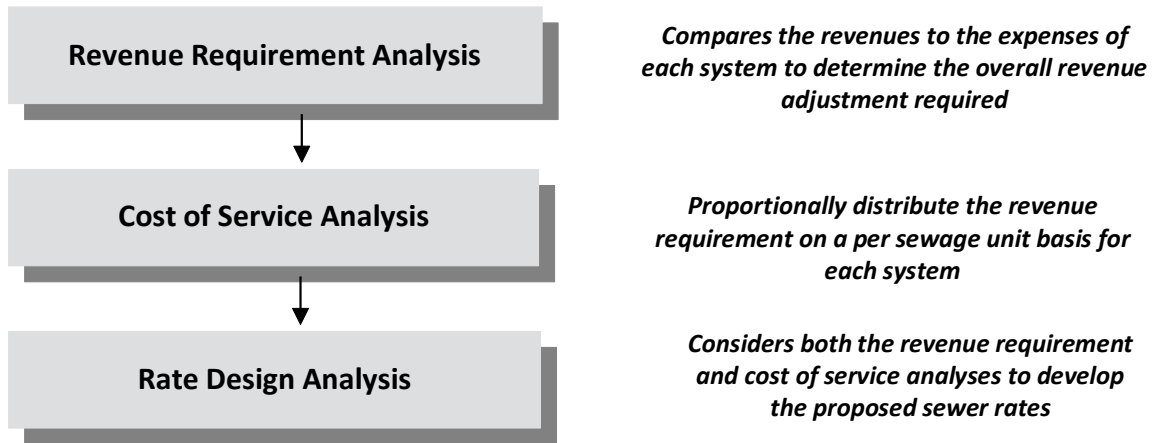 Revenue Requirement Analysis
Compares the revenues to the expenses of
each system to determine the overall revenue
adjustment required
Cost of Service Analysis
Proportionally distribute the revenue
requirement on a per sewage unit basis for
each system
Rate Design Analysis
Considers both the revenue requirement
and cost of service analyses to develop
the proposed sewer rates